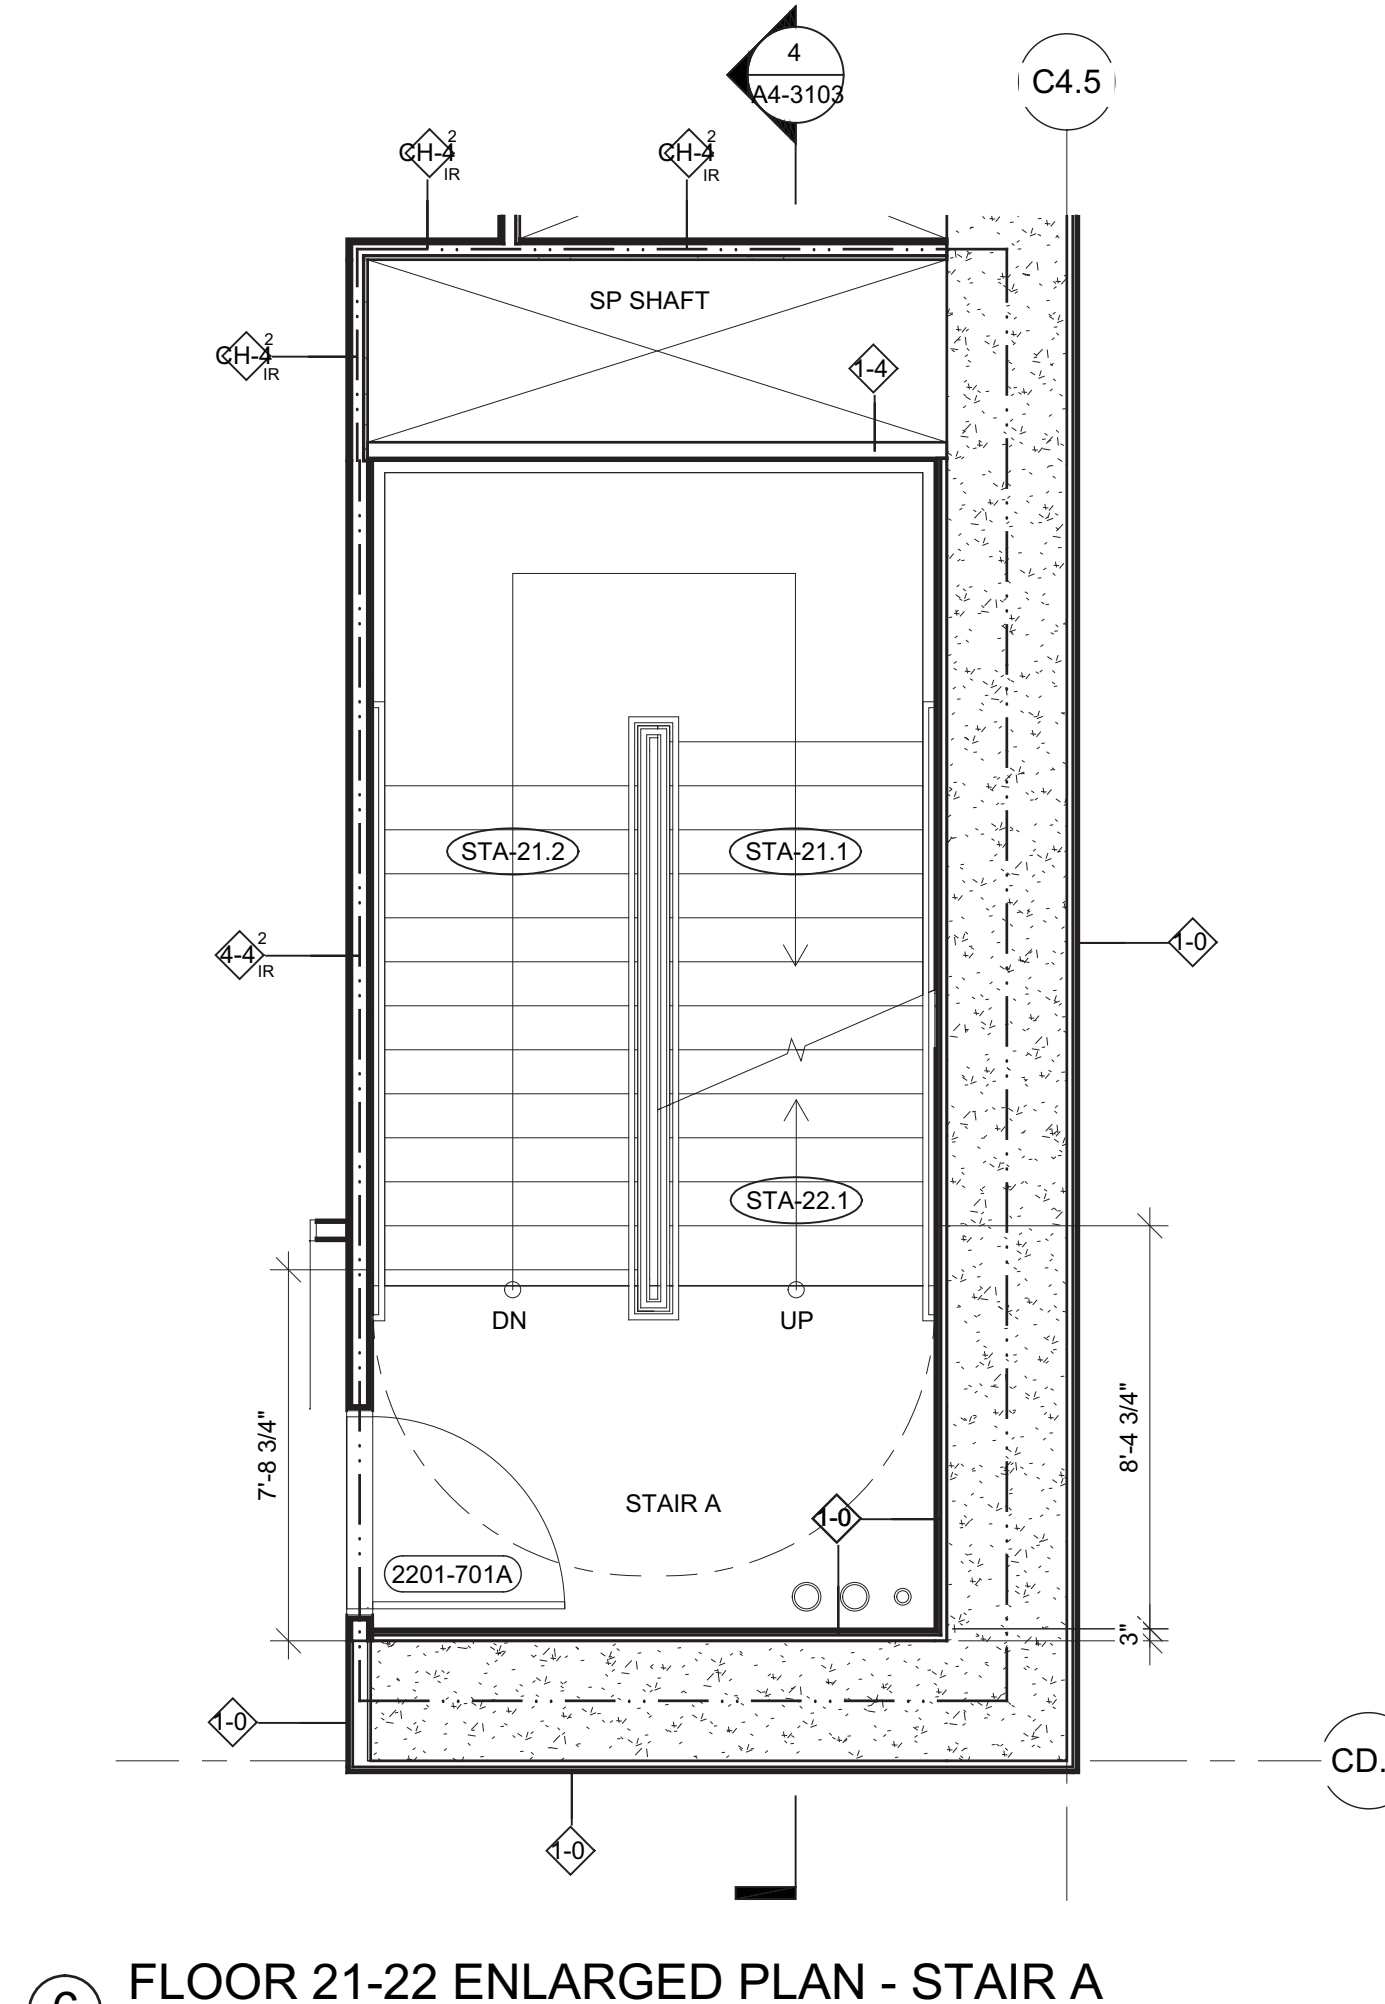 4
A4-3103
C4.5
CH-4
2
IR
CH-4
2
IR
SP SHAFT
CH-4
2
IR
1-4
STA-21.2
STA-21.1
4-4
2
IR
1-0
STA-22.1
DN
UP
7'-8 3/4"
8'-4 3/4"
STAIR A
1-0
2201-701A
3"
1-0
CD.
1-0
FLOOR 21-22 ENLARGED PLAN - STAIR A